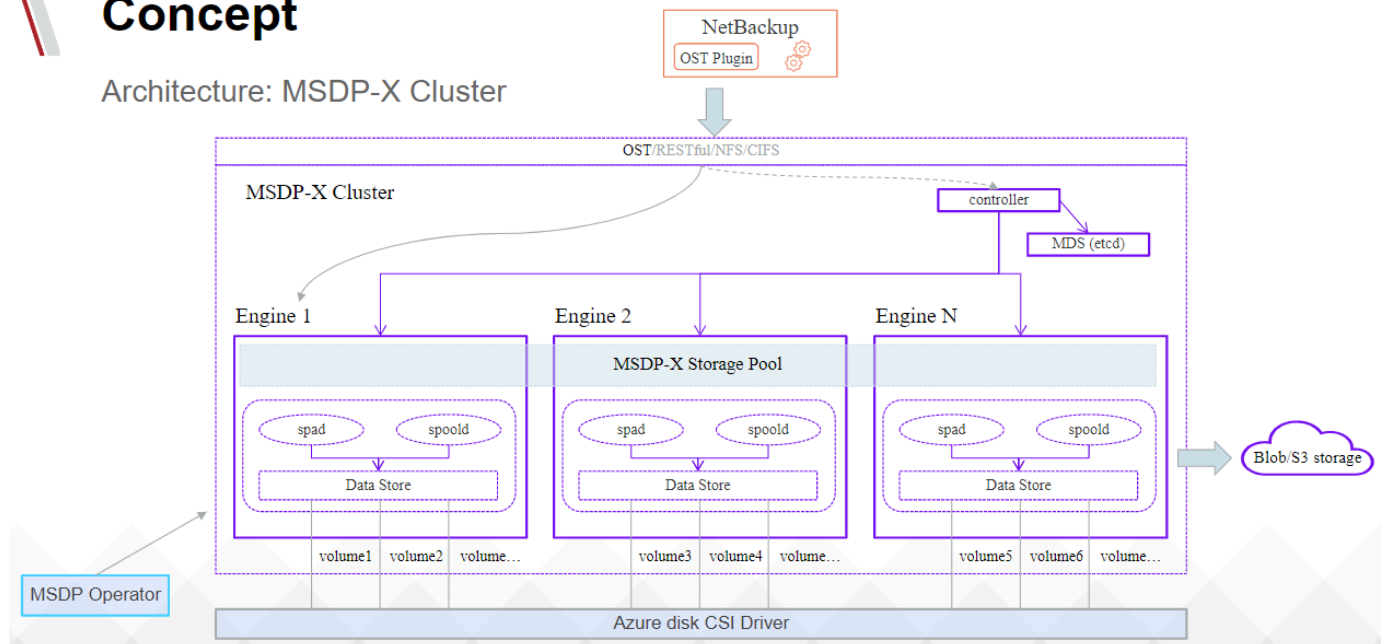 Concept
Architecture: MSDP-X Cluster
NetBackup
OST Plugin
OST/RESTful/NFS/CIFS
MSDP-X Cluster
controller
MDS (etcd)
Engine 1
Engine 2
Engine N
MSDP-X Storage Pool
spad
spoold
spad
spoold
spad
spoold
Data Store
Data Store
Data Store
Blob/S3 storage
volume1
volume2
volume…
volume3
volume4
volume…
volume5
volume6
volume…
MSDP Operator
Azure disk CSI Driver